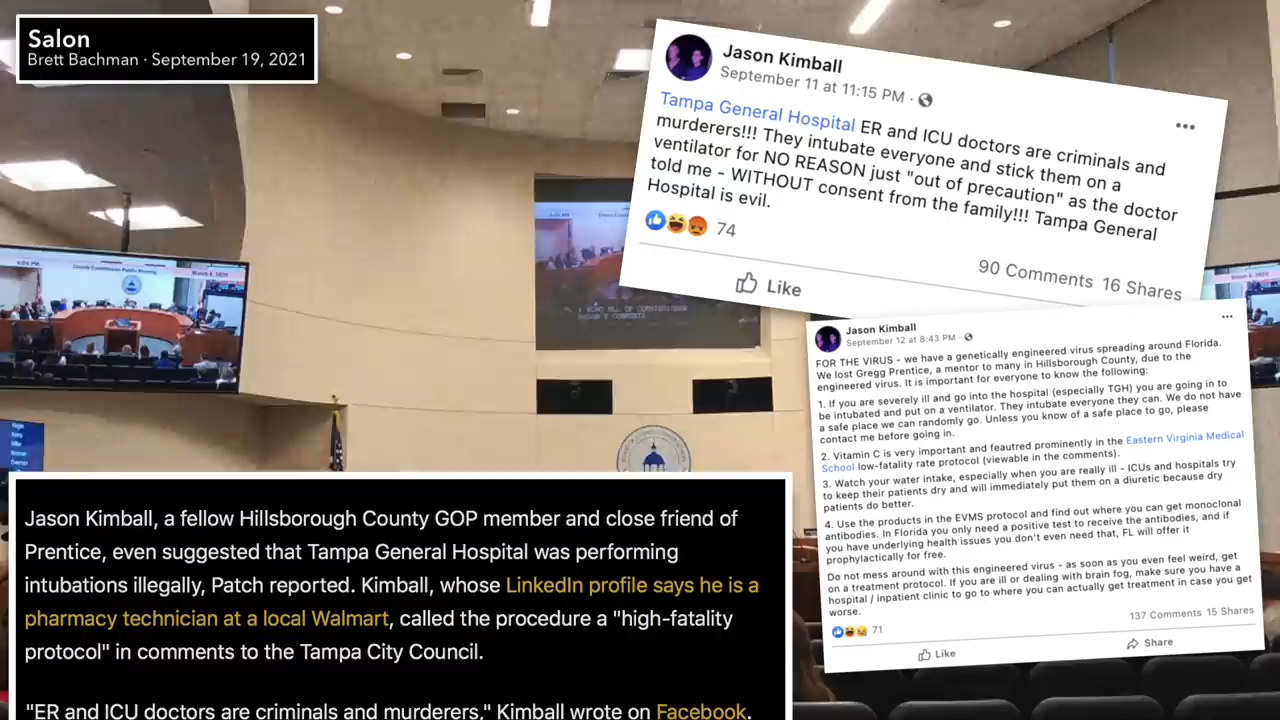 Salon
Brett Bachman · September 19, 2021
Jason Kimball
September 11 at 11:15 PM ·
Tampa General Hospital ER and ICU doctors are criminals and
murderers!!! They intubate everyone and stick them on a
ventilator for NO REASON just "out of precaution" as the doctor
told me - WITHOUT consent from the family!!! Tampa General
Hospital is evil.
74
90 Comments 16 Shares
Like
Jason Kimball
September 12 at 8:43 PM ·
FOR THE VIRUS - we have a genetically engineered virus spreading around Florida.
We lost Gregg Prentice, a mentor to many in Hillsborough County, due to the
engineered virus. It is important for everyone to know the following:
1. If you are severely ill and go into the hospital (especially TGH) you are going in to
be intubated and put on a ventilator. They intubate everyone they can. We do not have
a safe place we can randomly go. Unless you know of a safe place to go, please
contact me before going in.
2. Vitamin C is very important and feautred prominently in the Eastern Virginia Medical
School low-fatality rate protocol (viewable in the comments).
3. Watch your water intake, especially when you are really ill - ICUs and hospitals try
to keep their patients dry and will immediately put them on a diuretic because dry
patients do better.
4. Use the products in the EVMS protocol and find out where you can get monoclonal
antibodies. In Florida you only need a positive test to receive the antibodies, and if
you have underlying health issues you don't even need that, FL will offer it
prophylactically for free.
Do not mess around with this engineered virus - as soon as you even feel weird, get
on a treatment protocol. If you are ill or dealing with brain fog, make sure you have a
hospital / inpatient clinic to go to where you can actually get treatment in case you get
worse.
71
137 Comments 15 Shares
Like
Share
Jason Kimball, a fellow Hillsborough County GOP member and close friend of
Prentice, even suggested that Tampa General Hospital was performing
intubations illegally, Patch reported. Kimball, whose LinkedIn profile says he is a
pharmacy technician at a local Walmart, called the procedure a "high-fatality
protocol" in comments to the Tampa City Council.
"ER and ICU doctors are criminals and murderers," Kimball wrote on Facebook.